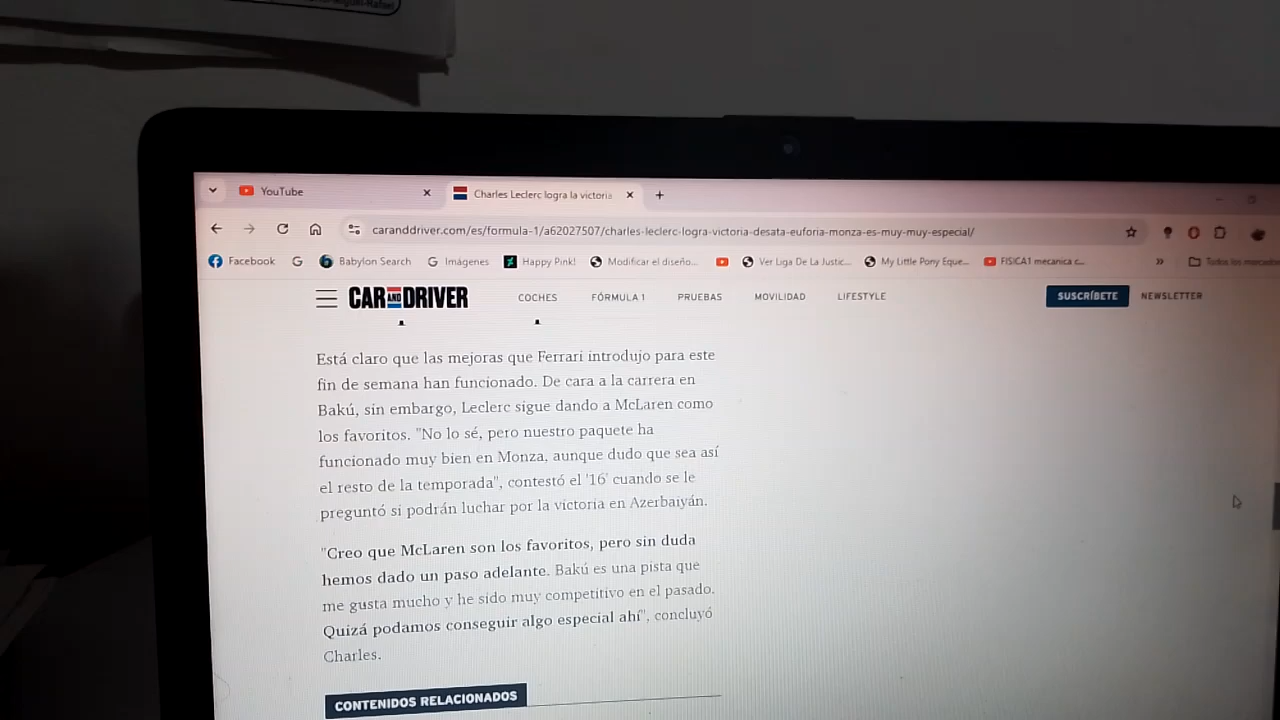 YouTube
Charles Leclerc logra la victoria
caranddriver.com/es/formula-1/a62027507/charles-leclerc-logra-victoria-desata-euforia-monza-es-muy-muy-especial/
Facebook
Babylon Search
Imágenes
Happy Pink!
Modificar el diseño...
Ver Liga De La Justic...
My Little Pony Eque...
FISICA1 mecanica c...
»
Todos los marcadores
CAR AND DRIVER
COCHES
FÓRMULA 1
PRUEBAS
MOVILIDAD
LIFESTYLE
SUSCRÍBETE
NEWSLETTER
Está claro que las mejoras que Ferrari introdujo para este
fin de semana han funcionado. De cara a la carrera en
Bakú, sin embargo, Leclerc sigue dando a McLaren como
los favoritos. "No lo sé, pero nuestro paquete ha
funcionado muy bien en Monza, aunque dudo que sea así
el resto de la temporada", contestó el '16' cuando se le
preguntó si podrán luchar por la victoria en Azerbaiyán.
"Creo que McLaren son los favoritos, pero sin duda
hemos dado un paso adelante. Bakú es una pista que
me gusta mucho y he sido muy competitivo en el pasado.
Quizá podamos conseguir algo especial ahí", concluyó
Charles.
CONTENIDOS RELACIONADOS